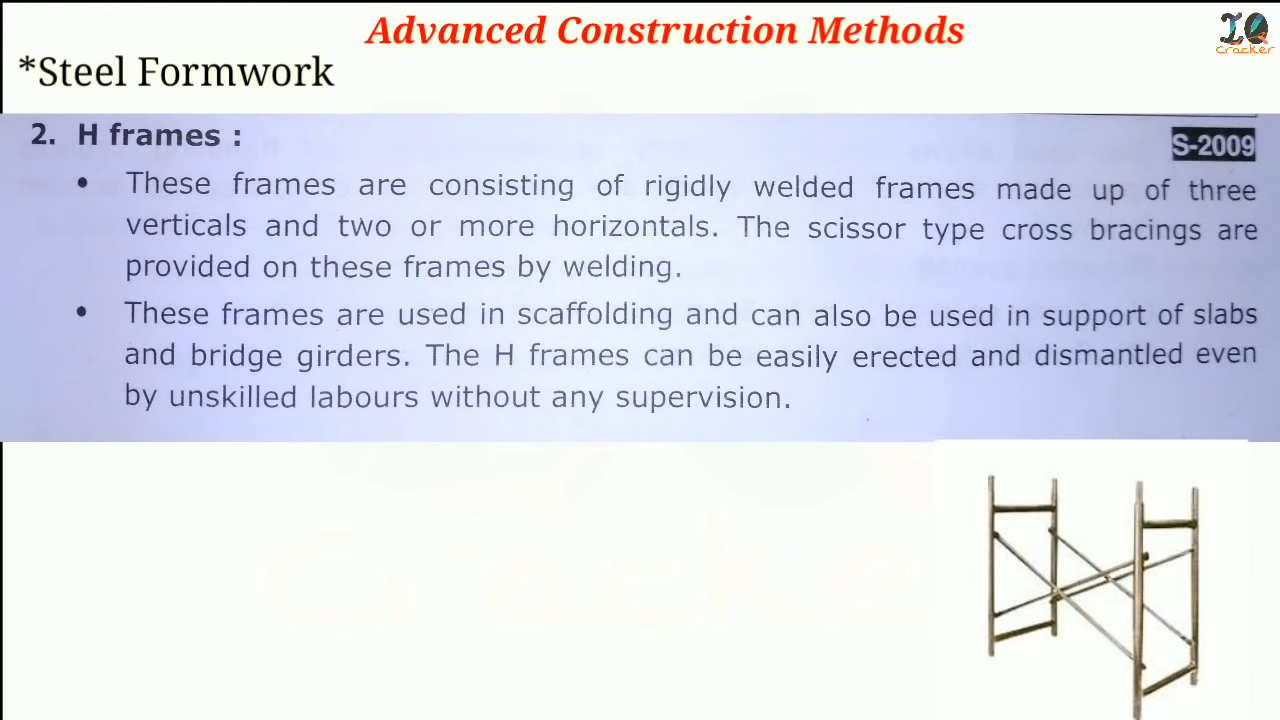 Advanced Construction Methods
IQ
Cracker
*Steel Formwork
2. H frames :
S-2009
• These frames are consisting of rigidly welded frames made up of three
verticals and two or more horizontals. The scissor type cross bracings are
provided on these frames by welding.
• These frames are used in scaffolding and can also be used in support of slabs
and bridge girders. The H frames can be easily erected and dismantled even
by unskilled labours without any supervision.
Cracke